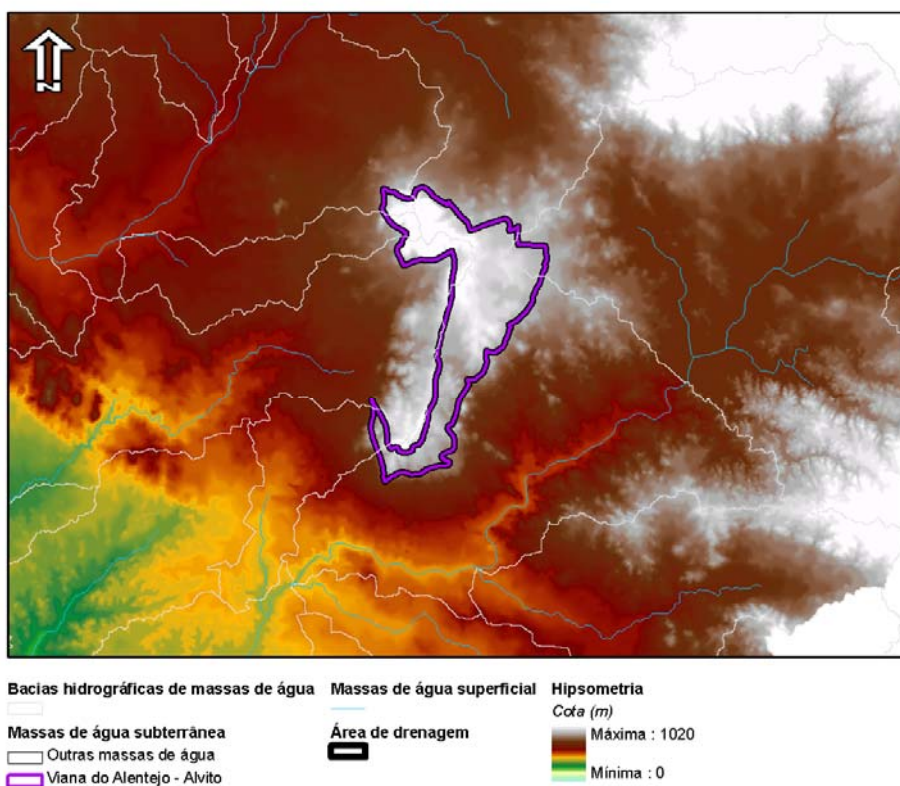 N
Bacias hidrográficas de massas de água
Massas de água subterrânea
Outras massas de água
Viana do Alentejo - Alvito
Massas de água superficial
Área de drenagem
Hipsometria
Cota (m)
Máxima : 1020
Mínima : 0